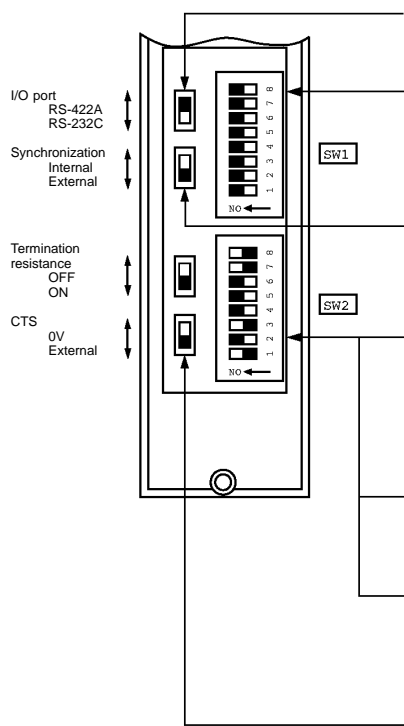 I/O port
RS-422A
RS-232C
Synchronization
Internal
External
8
7
6
5
4
3
2
1
NO
SW1
Termination
resistance
OFF
ON
CTS
0V
External
8
7
6
5
4
3
2
1
NO
SW2